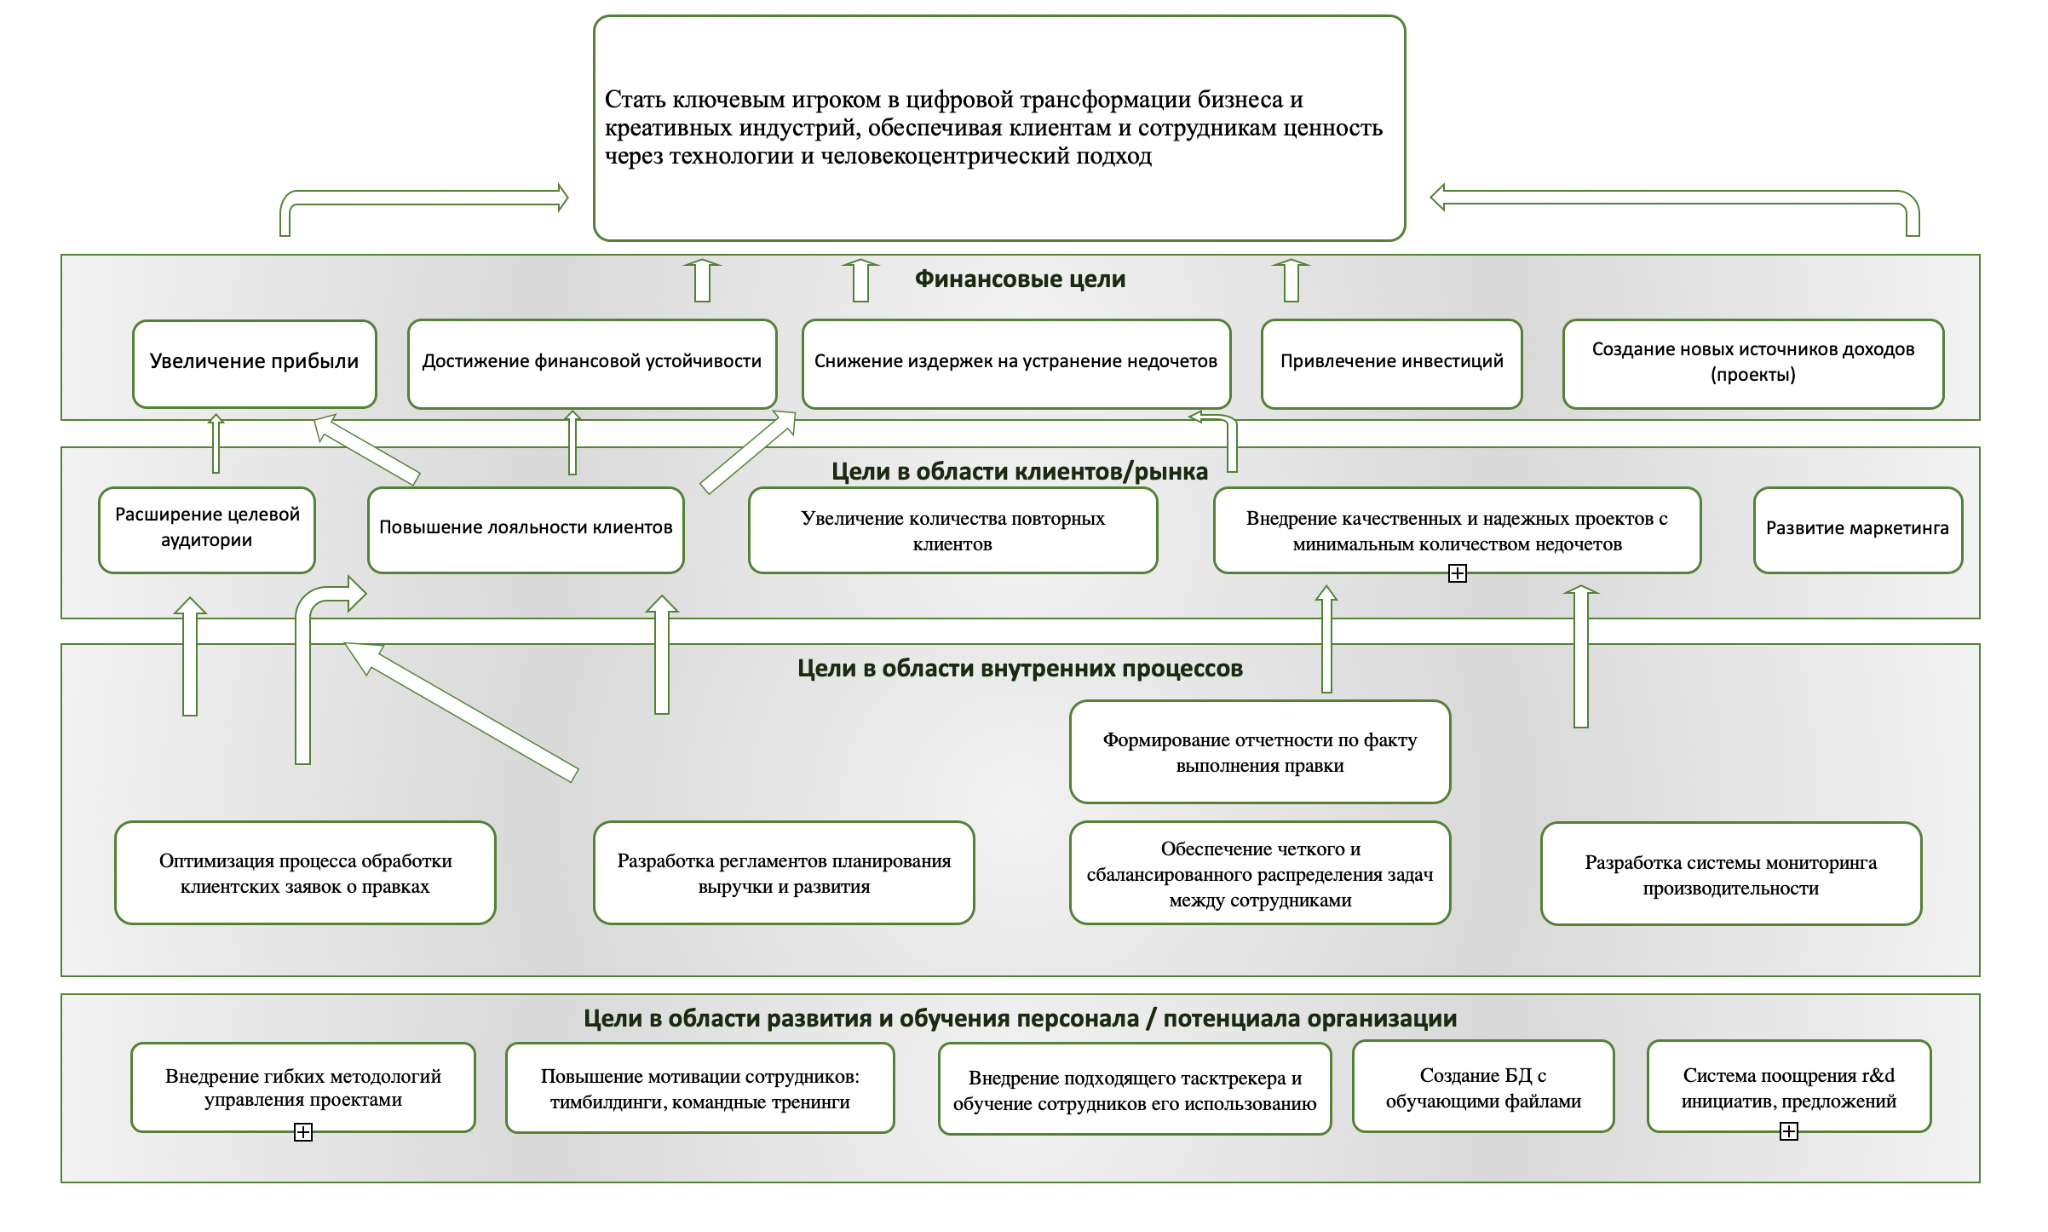 Стать ключевым игроком в цифровой трансформации бизнеса и
креативных индустрий, обеспечивая клиентам и сотрудникам ценность
через технологии и человекоцентрический подход
Финансовые цели
Увеличение прибыли
Достижение финансовой устойчивости
Снижение издержек на устранение недочетов
Привлечение инвестиций
Создание новых источников доходов
(проекты)
Цели в области клиентов/рынка
Расширение целевой
аудитории
Повышение лояльности клиентов
Увеличение количества повторных
клиентов
Внедрение качественных и надежных проектов с
минимальным количеством недочетов
Развитие маркетинга
Цели в области внутренних процессов
Формирование отчетности по факту
выполнения правки
Оптимизация процесса обработки
клиентских заявок о правках
Разработка регламентов планирования
выручки и развития
Обеспечение четкого и
сбалансированного распределения задач
между сотрудниками
Разработка системы мониторинга
производительности
Цели в области развития и обучения персонала / потенциала организации
Внедрение гибких методологий
управления проектами
Повышение мотивации сотрудников:
тимбилдинги, командные тренинги
Внедрение подходящего тасктрекера и
обучение сотрудников его использованию
Создание БД с
обучающими файлами
Система поощрения r&d
инициатив, предложений